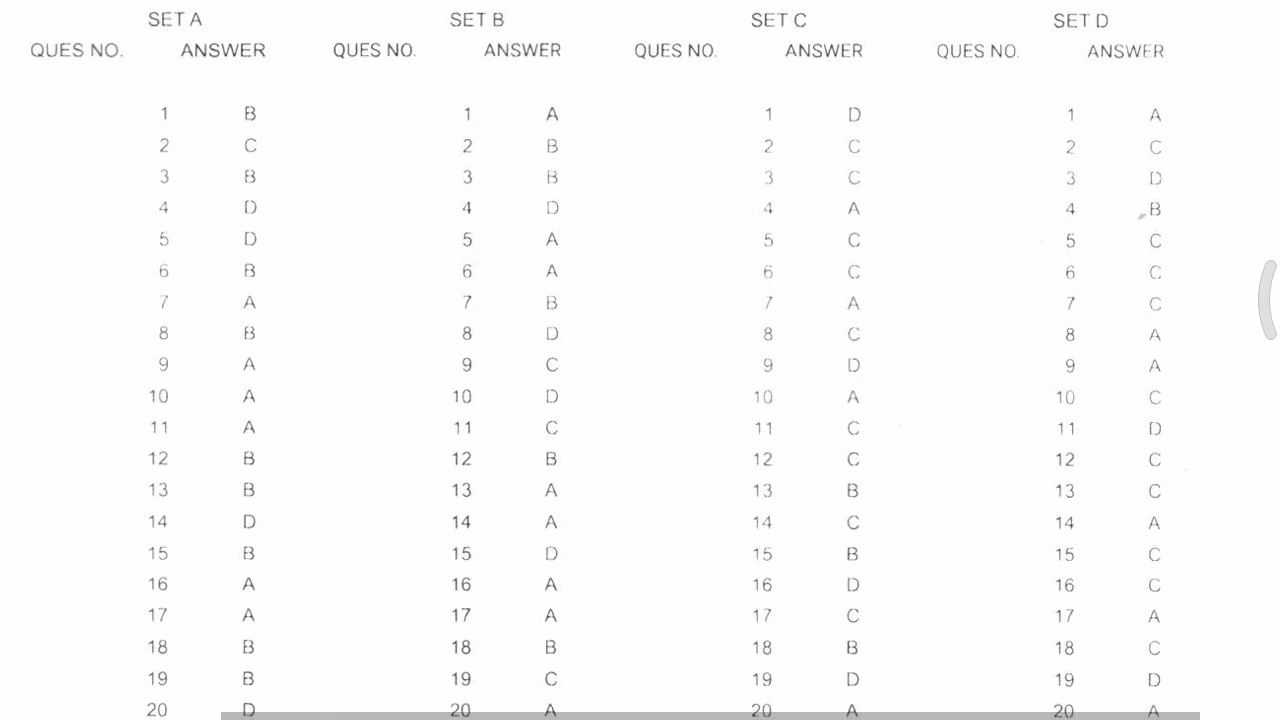 SET A SET B SET C SET D
QUES NO. ANSWER QUES NO. ANSWER QUES NO. ANSWER QUES NO. ANSWER
1 B 1 A 1 D 1 A
2 C 2 B 2 C 2 C
3 B 3 B 3 C 3 D
4 D 4 D 4 A 4 B
5 D 5 A 5 C 5 C
6 B 6 A 6 C 6 C
7 A 7 B 7 A 7 C
8 B 8 D 8 C 8 A
9 A 9 C 9 D 9 A
10 A 10 D 10 A 10 C
11 A 11 C 11 C 11 D
12 B 12 B 12 C 12 C
13 B 13 A 13 B 13 C
14 D 14 A 14 C 14 A
15 B 15 D 15 B 15 C
16 A 16 A 16 D 16 C
17 A 17 A 17 C 17 A
18 B 18 B 18 B 18 C
19 B 19 C 19 D 19 D
20 D 20 A 20 A 20 A